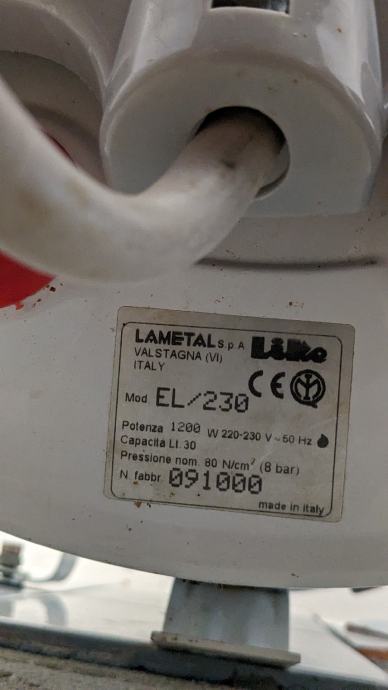 LAMETAL S.p.A
VALSTAGNA (VI)
ITALY
CE
Mod. EL/230
Potenza 1200 W 220-230 V ~ 50 Hz
Capacità Lt. 30
Pressione nom. 80 N/cm² (8 bar)
N. fabbr. 091000
made in italy